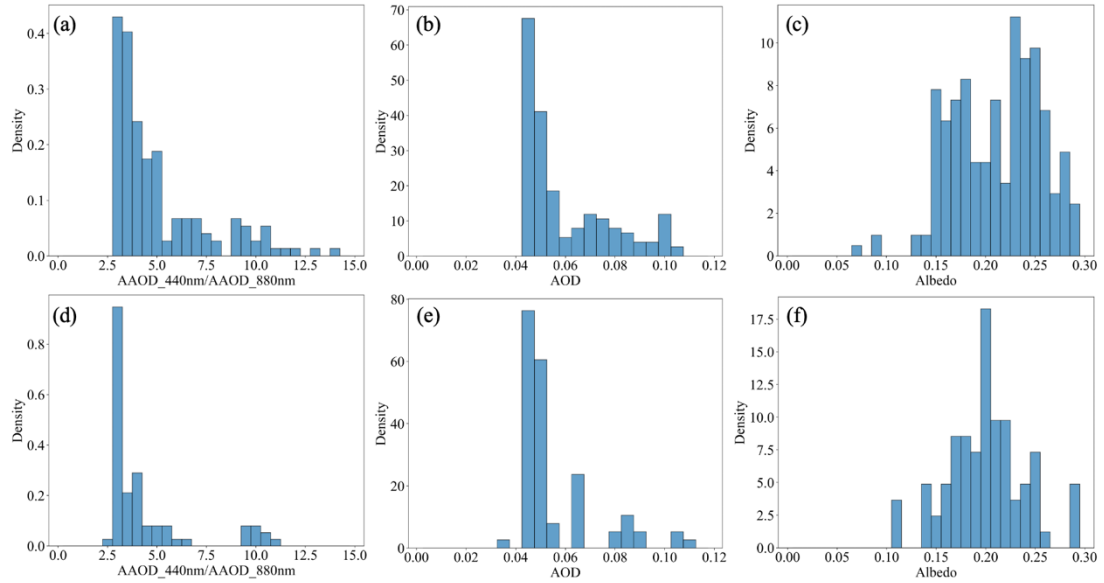 (a)
Density
0.4
0.3
0.2
0.1
0.0
0.0 2.5 5.0 7.5 10.0 12.5 15.0
AAOD_440nm/AAOD_880nm
(b)
Density
70
60
50
40
30
20
10
0
0.00 0.02 0.04 0.06 0.08 0.10 0.12
AOD
(c)
Density
10
8
6
4
2
0
0.00 0.05 0.10 0.15 0.20 0.25 0.30
Albedo
(d)
Density
0.8
0.6
0.4
0.2
0.0
0.0 2.5 5.0 7.5 10.0 12.5 15.0
AAOD_440nm/AAOD_880nm
(e)
Density
80
60
40
20
0
0.00 0.02 0.04 0.06 0.08 0.10 0.12
AOD
(f)
Density
17.5
15.0
12.5
10.0
7.5
5.0
2.5
0.0
0.00 0.05 0.10 0.15 0.20 0.25 0.30
Albedo